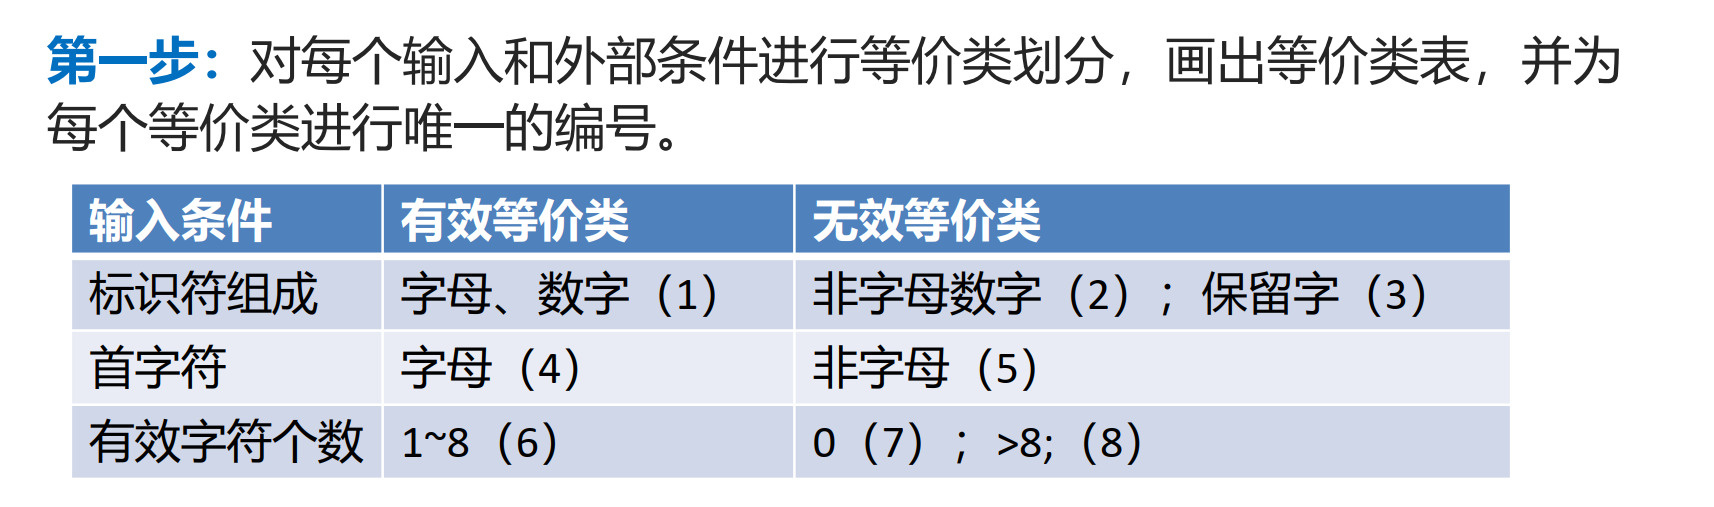 第一步：对每个输入和外部条件进行等价类划分，画出等价类表，并为
每个等价类进行唯一的编号。
输入条件 有效等价类 无效等价类
标识符组成 字母、数字（1） 非字母数字（2）；保留字（3）
首字符 字母（4） 非字母（5）
有效字符个数 1~8（6） 0（7）；>8;（8）